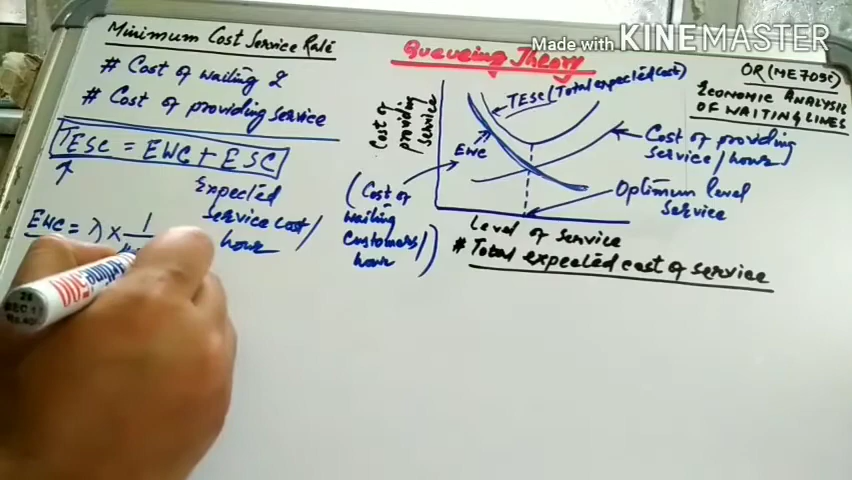 Minimum Cost Service Rate
# Cost of waiting &
# Cost of providing service
TESC = EWC + ESC
Expected
service cost/
hour
EWC = λ × 1
Queueing Theory
Made with KINEMASTER
OR (ME705C)
ECONOMIC ANALYSIS
OF WAITING LINES
Cost of
providing
service
TESC (Total expected cost)
EWC
Cost of providing
service/hour
(Cost of
waiting
customers/
hour)
Optimum level
service
Level of service
# Total expected cost of service